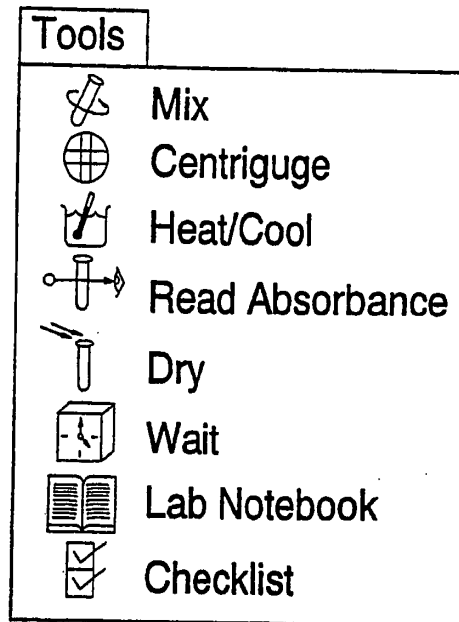 Tools
Mix
Centriguge
Heat/Cool
Read Absorbance
Dry
Wait
Lab Notebook
Checklist